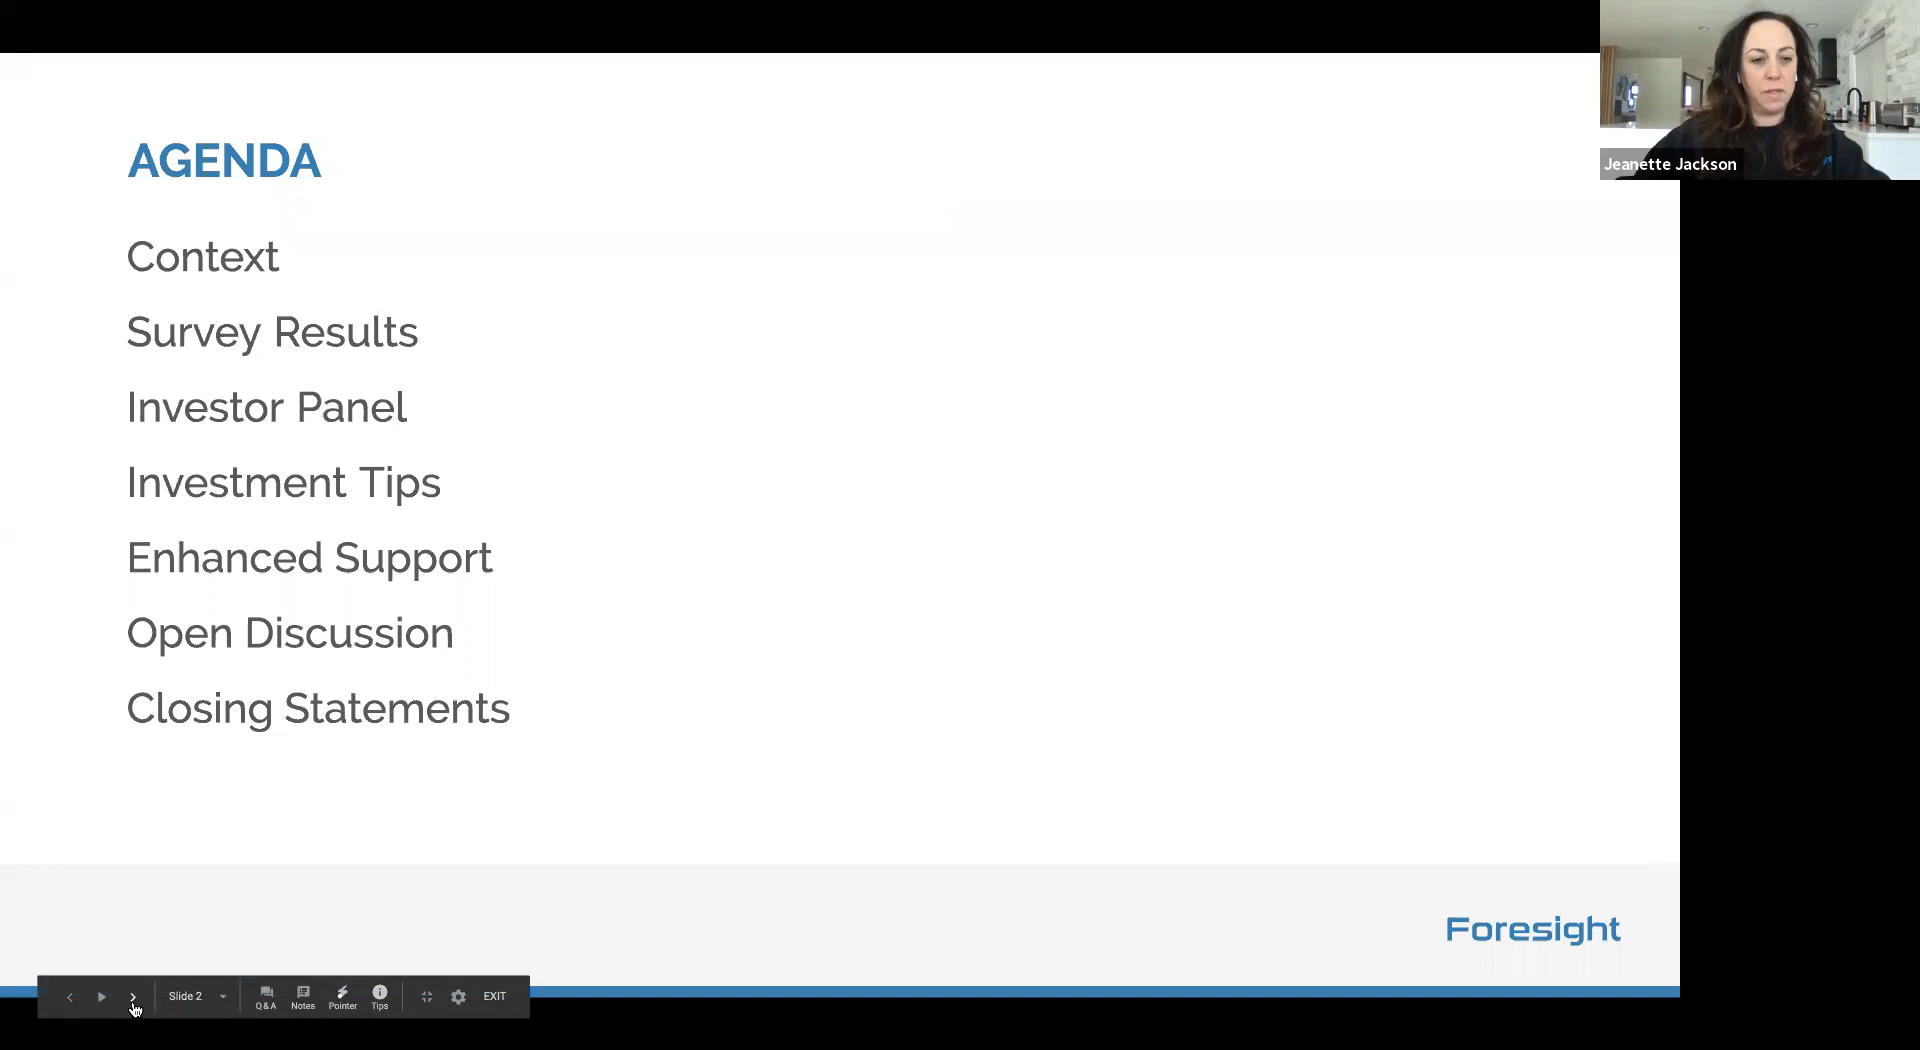 AGENDA
Context
Survey Results
Investor Panel
Investment Tips
Enhanced Support
Open Discussion
Closing Statements
Jeanette Jackson
Foresight
Slide 2
Q & A
Notes
Pointer
Tips
EXIT